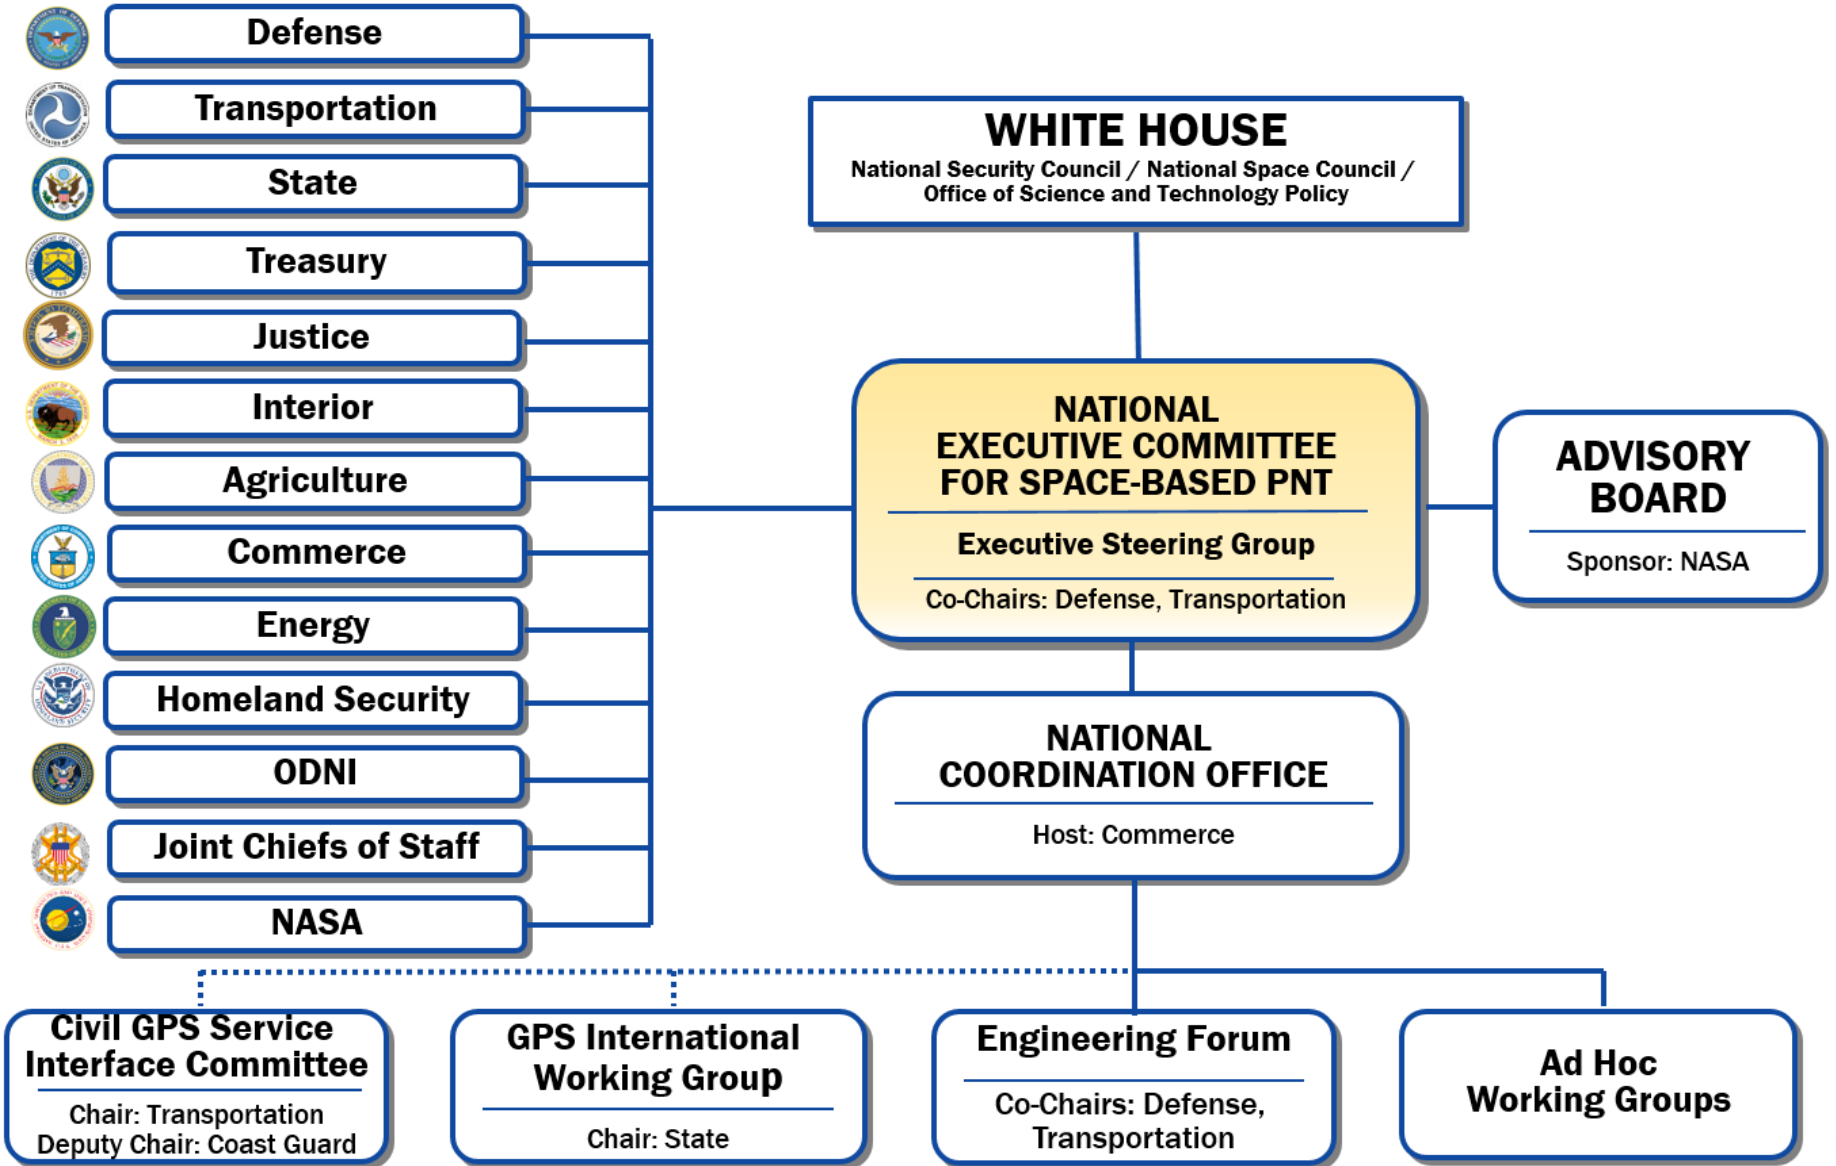 Defense
Transportation
State
Treasury
Justice
Interior
Agriculture
Commerce
Energy
Homeland Security
ODNI
Joint Chiefs of Staff
NASA
WHITE HOUSE
National Security Council / National Space Council /
Office of Science and Technology Policy
NATIONAL
EXECUTIVE COMMITTEE
FOR SPACE-BASED PNT
Executive Steering Group
Co-Chairs: Defense, Transportation
ADVISORY
BOARD
Sponsor: NASA
NATIONAL
COORDINATION OFFICE
Host: Commerce
Civil GPS Service
Interface Committee
Chair: Transportation
Deputy Chair: Coast Guard
GPS International
Working Group
Chair: State
Engineering Forum
Co-Chairs: Defense,
Transportation
Ad Hoc
Working Groups